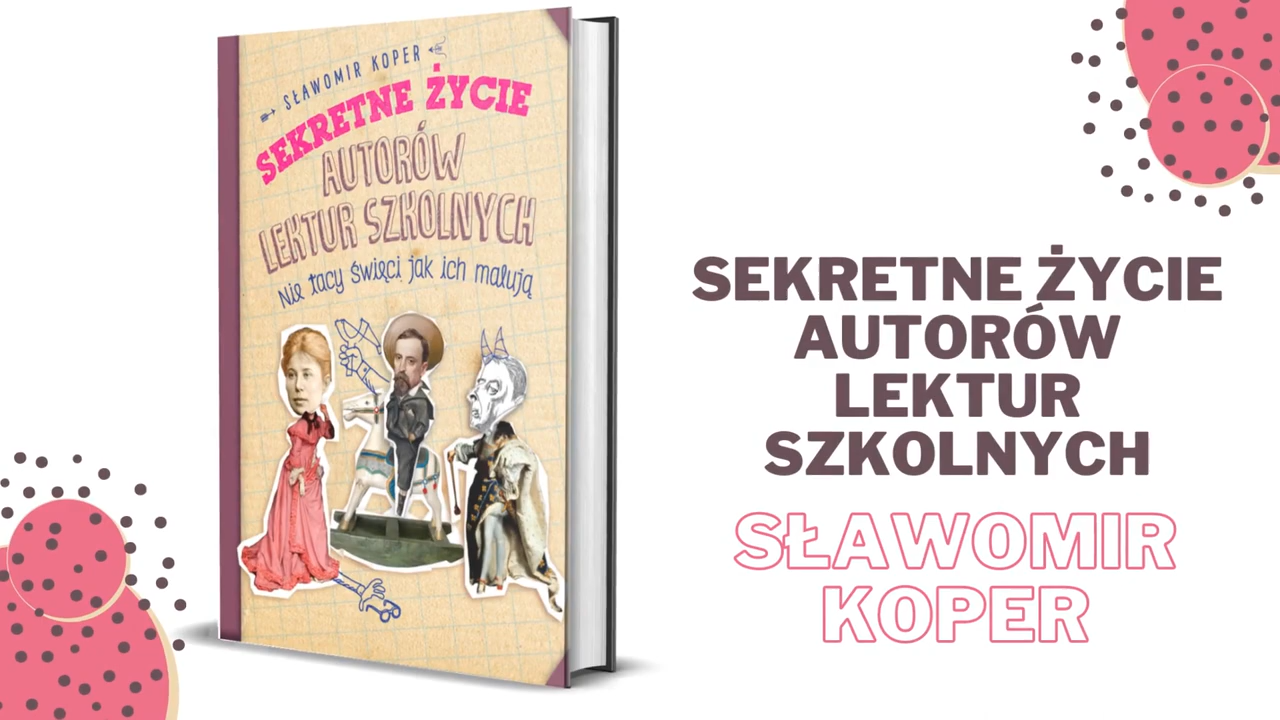 SŁAWOMIR KOPER
SEKRETNE ŻYCIE
AUTORÓW
LEKTUR SZKOLNYCH
Nie tacy święci jak ich malują
SEKRETNE ŻYCIE
AUTORÓW
LEKTUR
SZKOLNYCH
SŁAWOMIR
KOPER